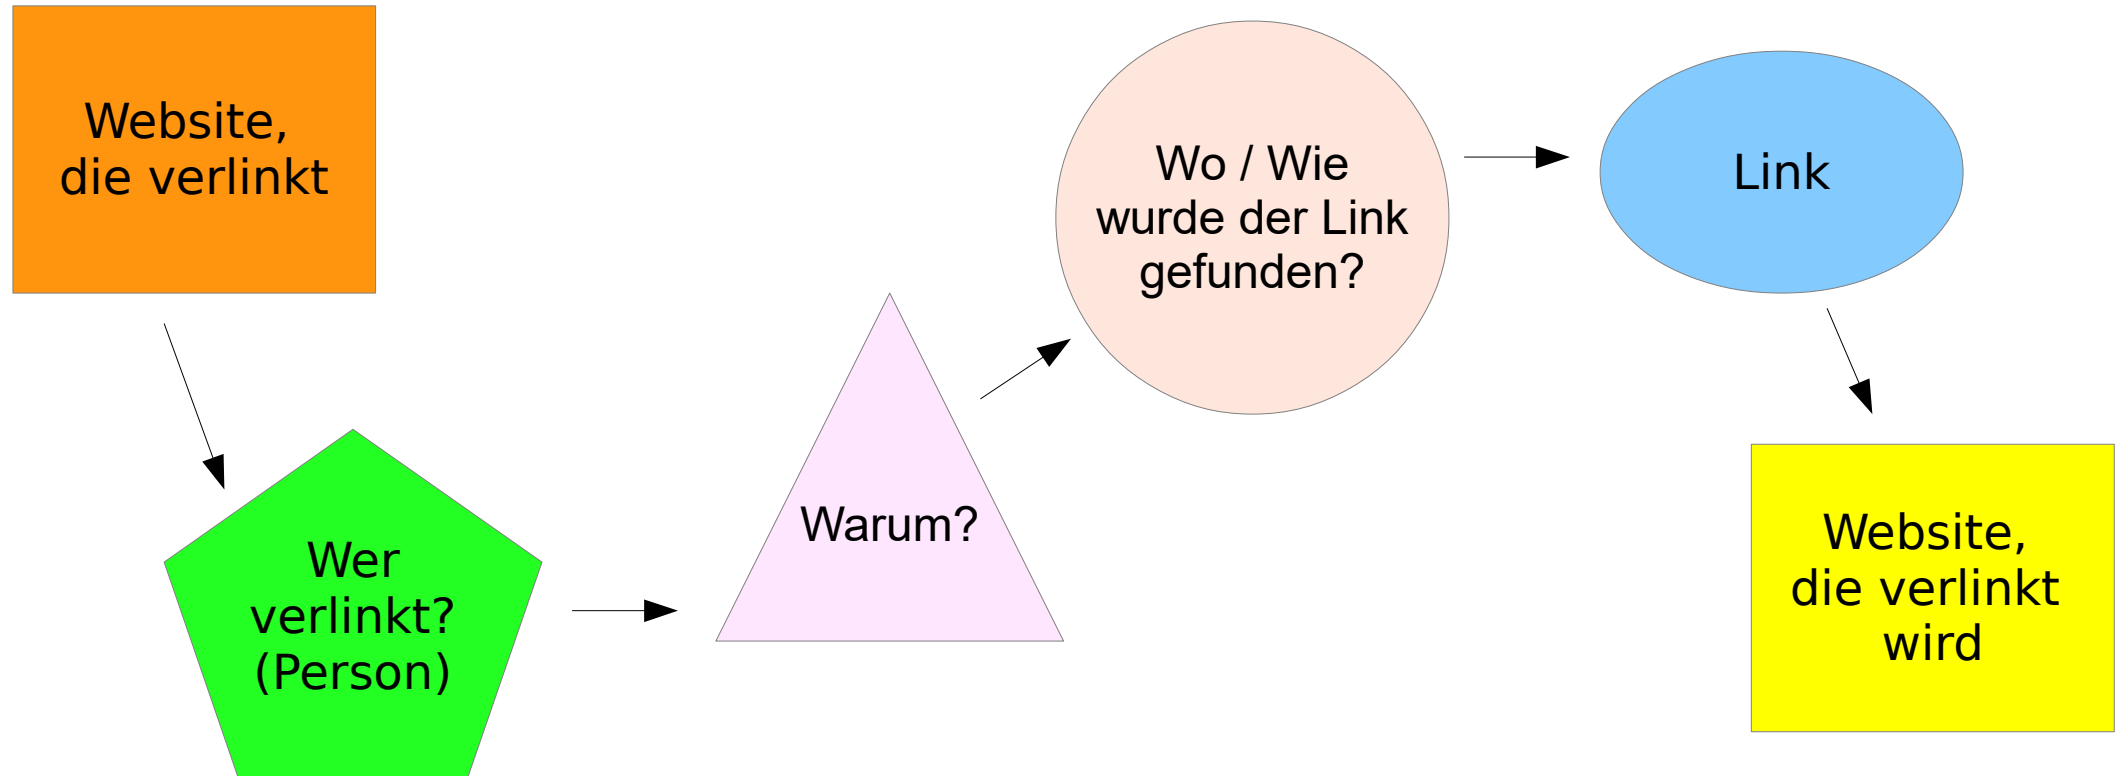 Website,
die verlinkt
Wer
verlinkt?
(Person)
Warum?
Wo / Wie
wurde der Link
gefunden?
Link
Website,
die verlinkt
wird